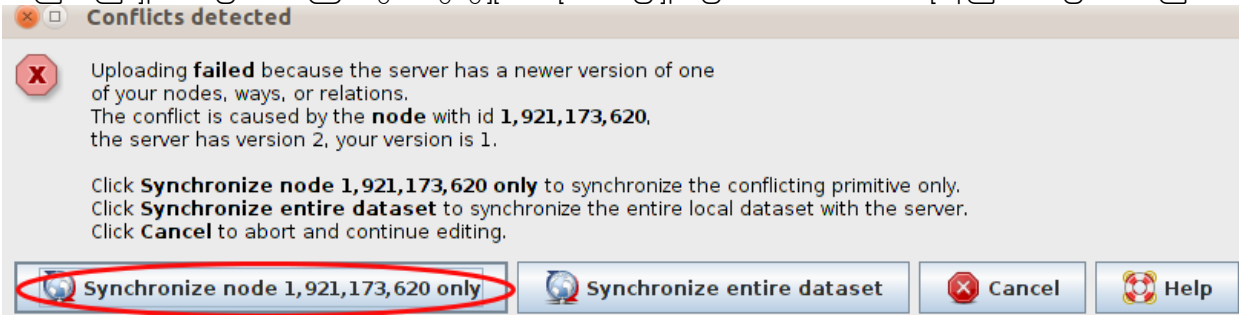 Conflicts detected
Uploading failed because the server has a newer version of one
of your nodes, ways, or relations.
The conflict is caused by the node with id 1,921,173,620,
the server has version 2, your version is 1.
Click Synchronize node 1,921,173,620 only to synchronize the conflicting primitive only.
Click Synchronize entire dataset to synchronize the entire local dataset with the server.
Click Cancel to abort and continue editing.
Synchronize node 1,921,173,620 only
Synchronize entire dataset
Cancel
Help